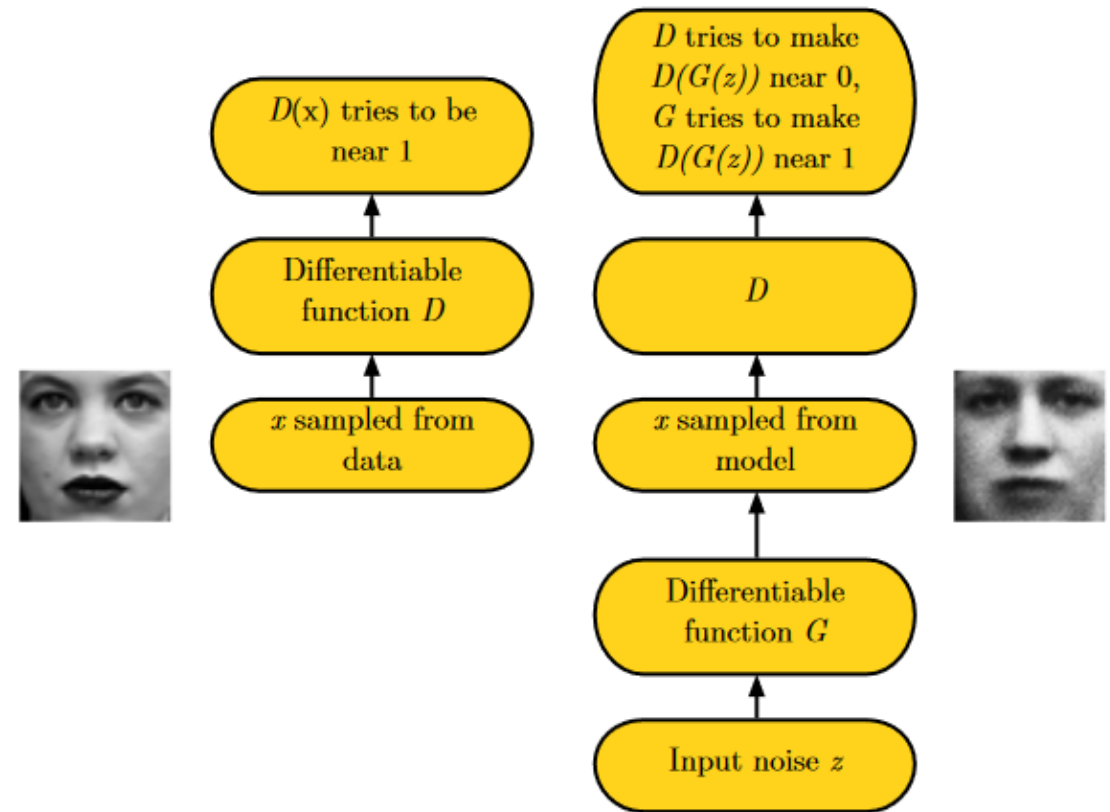 D(x) tries to be
near 1
Differentiable
function D
x sampled from
data
D tries to make
D(G(z)) near 0,
G tries to make
D(G(z)) near 1
D
x sampled from
model
Differentiable
function G
Input noise z